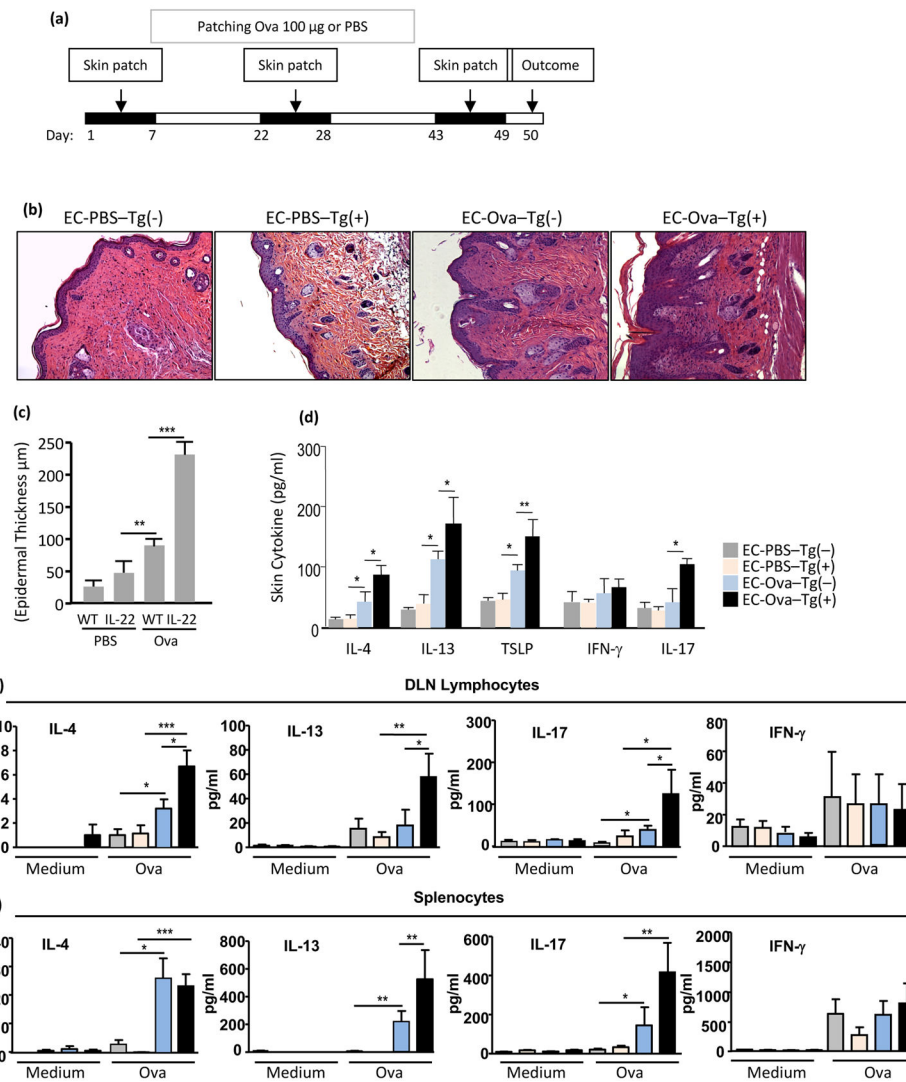 (a)
Patching Ova 100 µg or PBS
Skin patch Skin patch Skin patch Outcome
Day: 1 7 22 28 43 49 50
(b)
EC-PBS–Tg(-) EC-PBS–Tg(+) EC-Ova–Tg(-) EC-Ova–Tg(+)
(c)
(Epidermal Thickness µm)
250
200
150
100
50
0
** ***
WT IL-22 WT IL-22
PBS Ova
(d)
Skin Cytokine (pg/ml)
300
100
0
* * * * * ** *
IL-4 IL-13 TSLP IFN-γ IL-17
EC-PBS–Tg(–)
EC-PBS–Tg(+)
EC-Ova–Tg(–)
EC-Ova–Tg(+)
)
DLN Lymphocytes
IL-4
0
8
6
4
2
0
* *** *
Medium Ova
IL-13
pg/ml
100
80
60
40
20
0
** *
Medium Ova
IL-17
300
200
100
0
* * *
Medium Ova
IFN-γ
pg/ml
80
60
40
20
0
Medium Ova
)
Splenocytes
IL-4
* ***
Medium Ova
IL-13
pg/ml
800
600
400
200
0
** **
Medium Ova
IL-17
pg/ml
600
400
200
0
* **
Medium Ova
IFN-γ
pg/ml
2000
1500
1000
500
0
Medium Ova